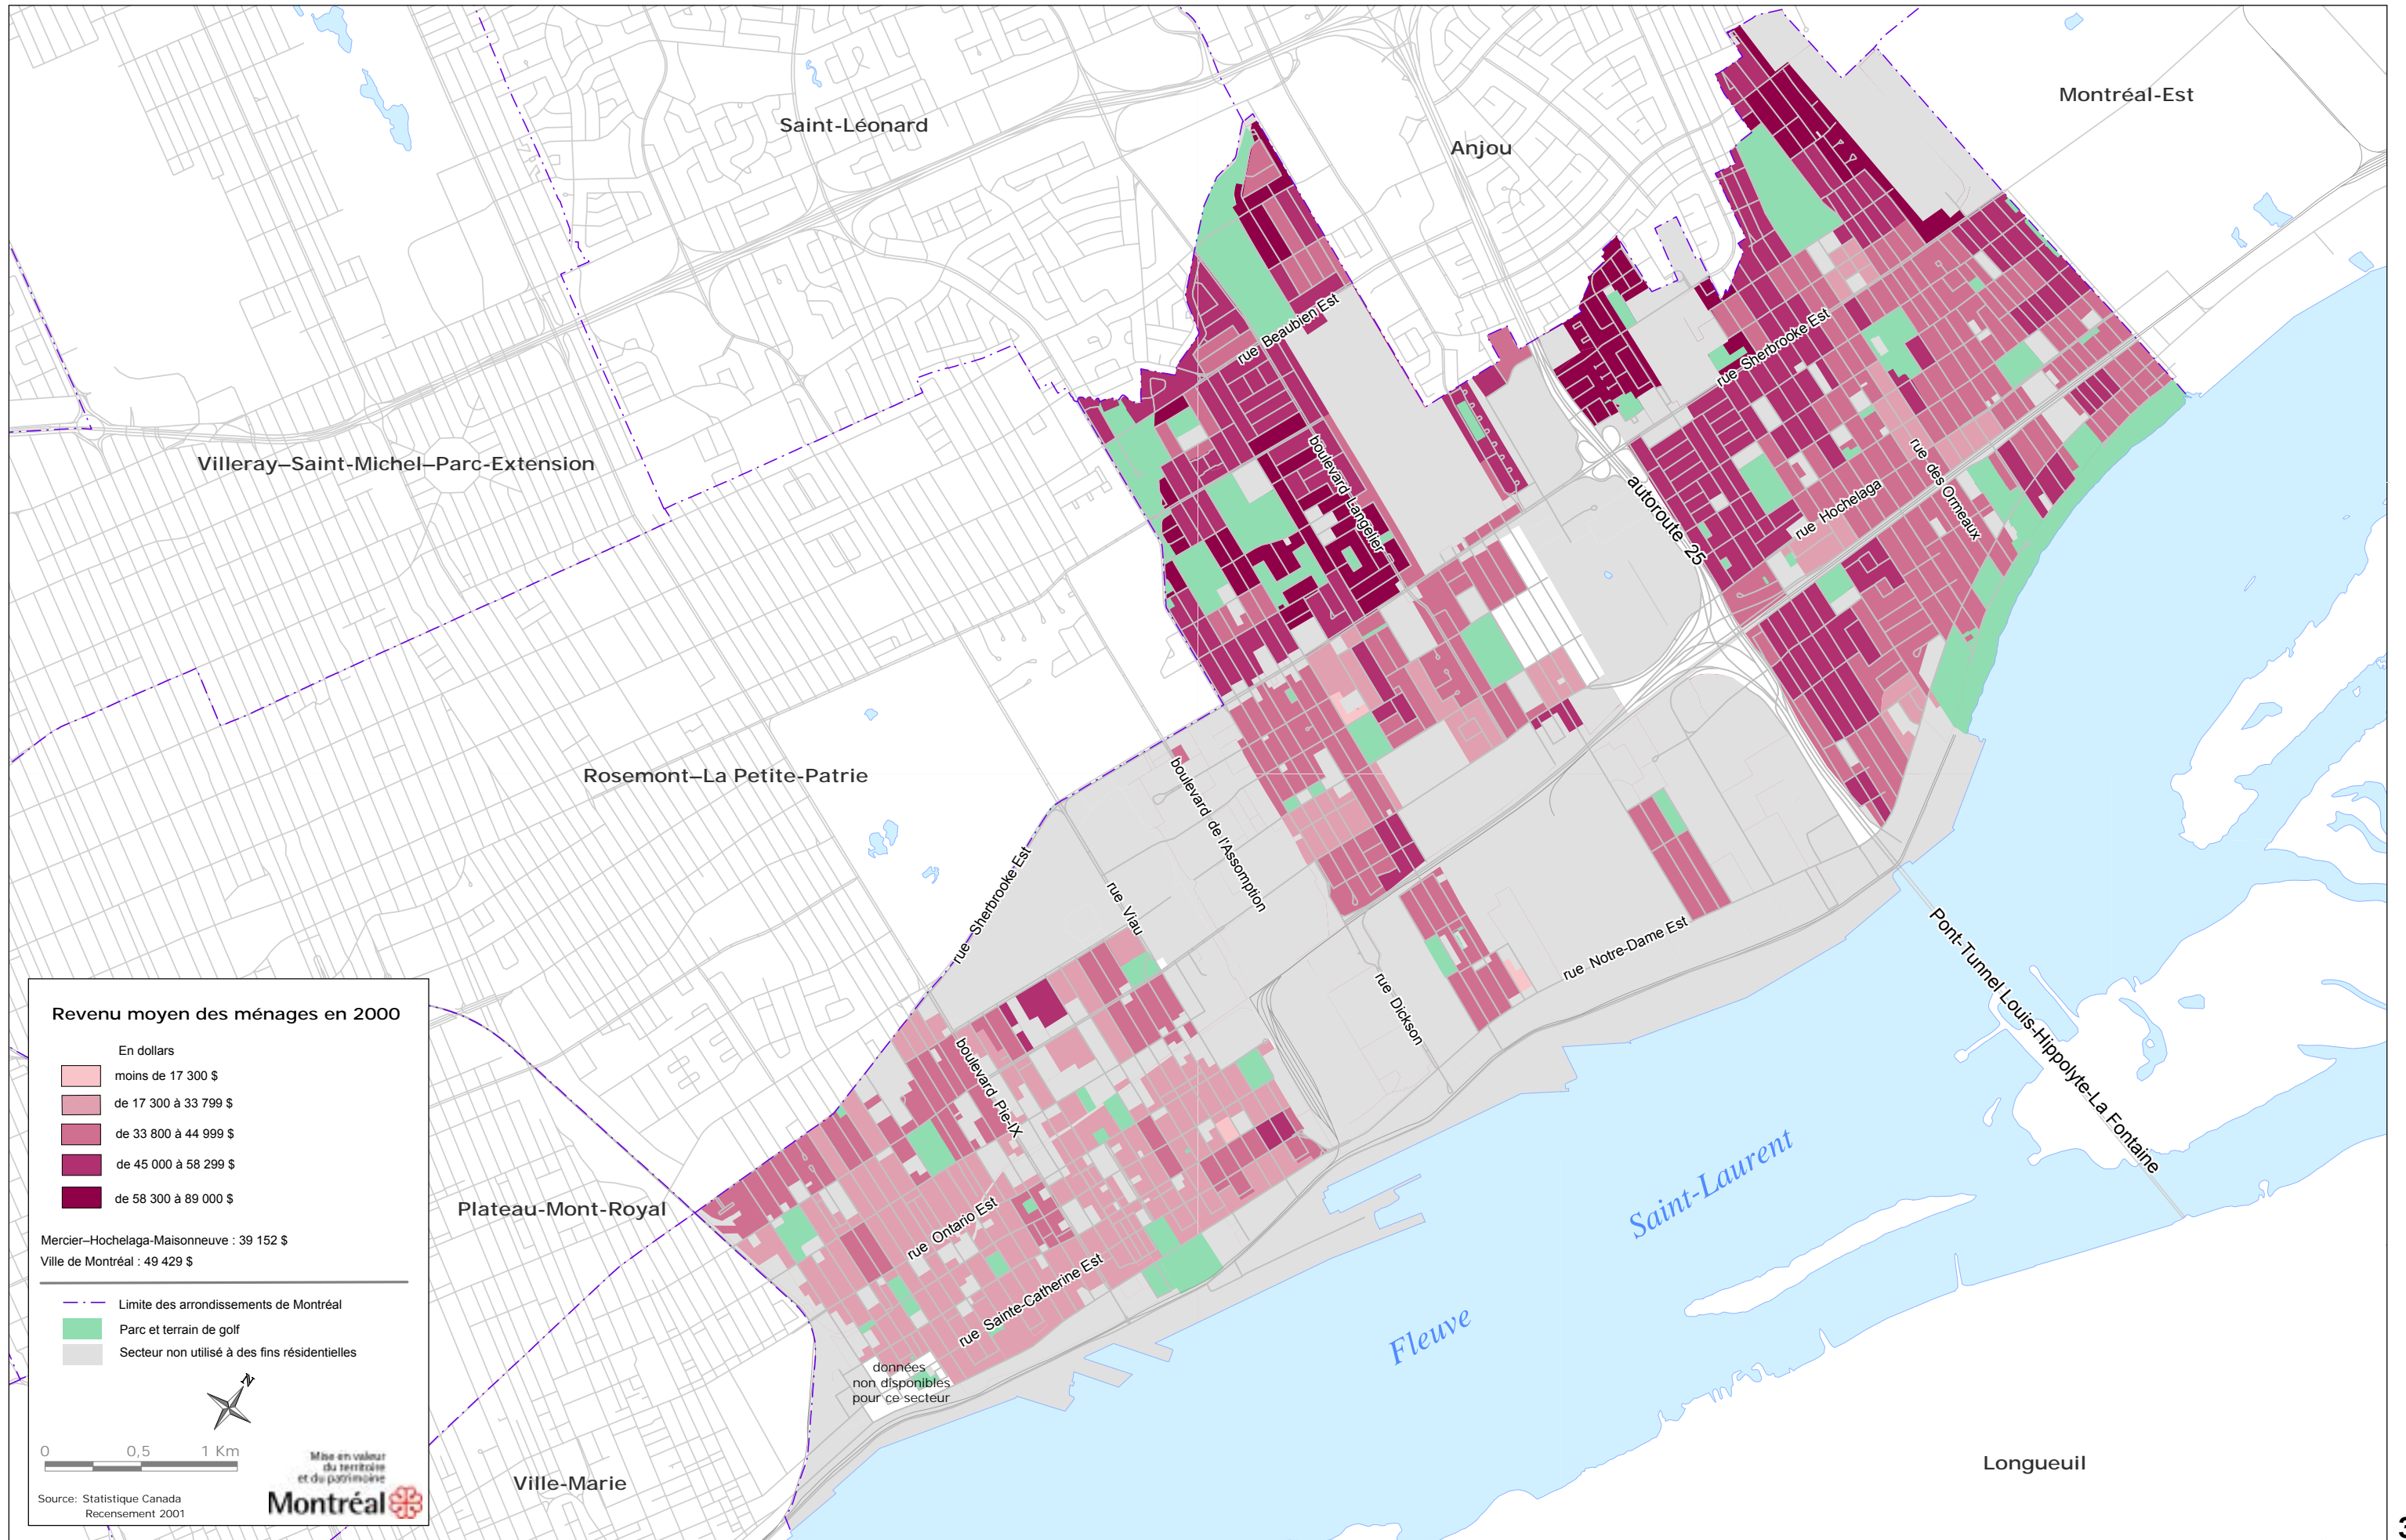 Montréal-Est
Saint-Léonard
Anjou
rue Beaubien Est
rue Sherbrooke Est
Villeray–Saint-Michel–Parc-Extension
boulevard Langelier
autoroute 25
rue des Ormeaux
rue Hochelaga
Rosemont–La Petite-Patrie
boulevard de l'Assomption
rue Sherbrooke Est
rue Viau
rue Notre-Dame Est
rue Dickson
Pont-Tunnel Louis-Hippolyte-La Fontaine
boulevard Pie-IX
Plateau-Mont-Royal
rue Ontario Est
rue Sainte-Catherine Est
Fleuve
Saint-Laurent
données
non disponibles
pour ce secteur
Ville-Marie
Longueuil
Revenu moyen des ménages en 2000
En dollars
moins de 17 300 $
de 17 300 à 33 799 $
de 33 800 à 44 999 $
de 45 000 à 58 299 $
de 58 300 à 89 000 $
Mercier–Hochelaga-Maisonneuve : 39 152 $
Ville de Montréal : 49 429 $
Limite des arrondissements de Montréal
Parc et terrain de golf
Secteur non utilisé à des fins résidentielles
N
0 0,5 1 Km
Mise en valeur
du territoire
et du patrimoine
Montréal
Source: Statistique Canada
Recensement 2001